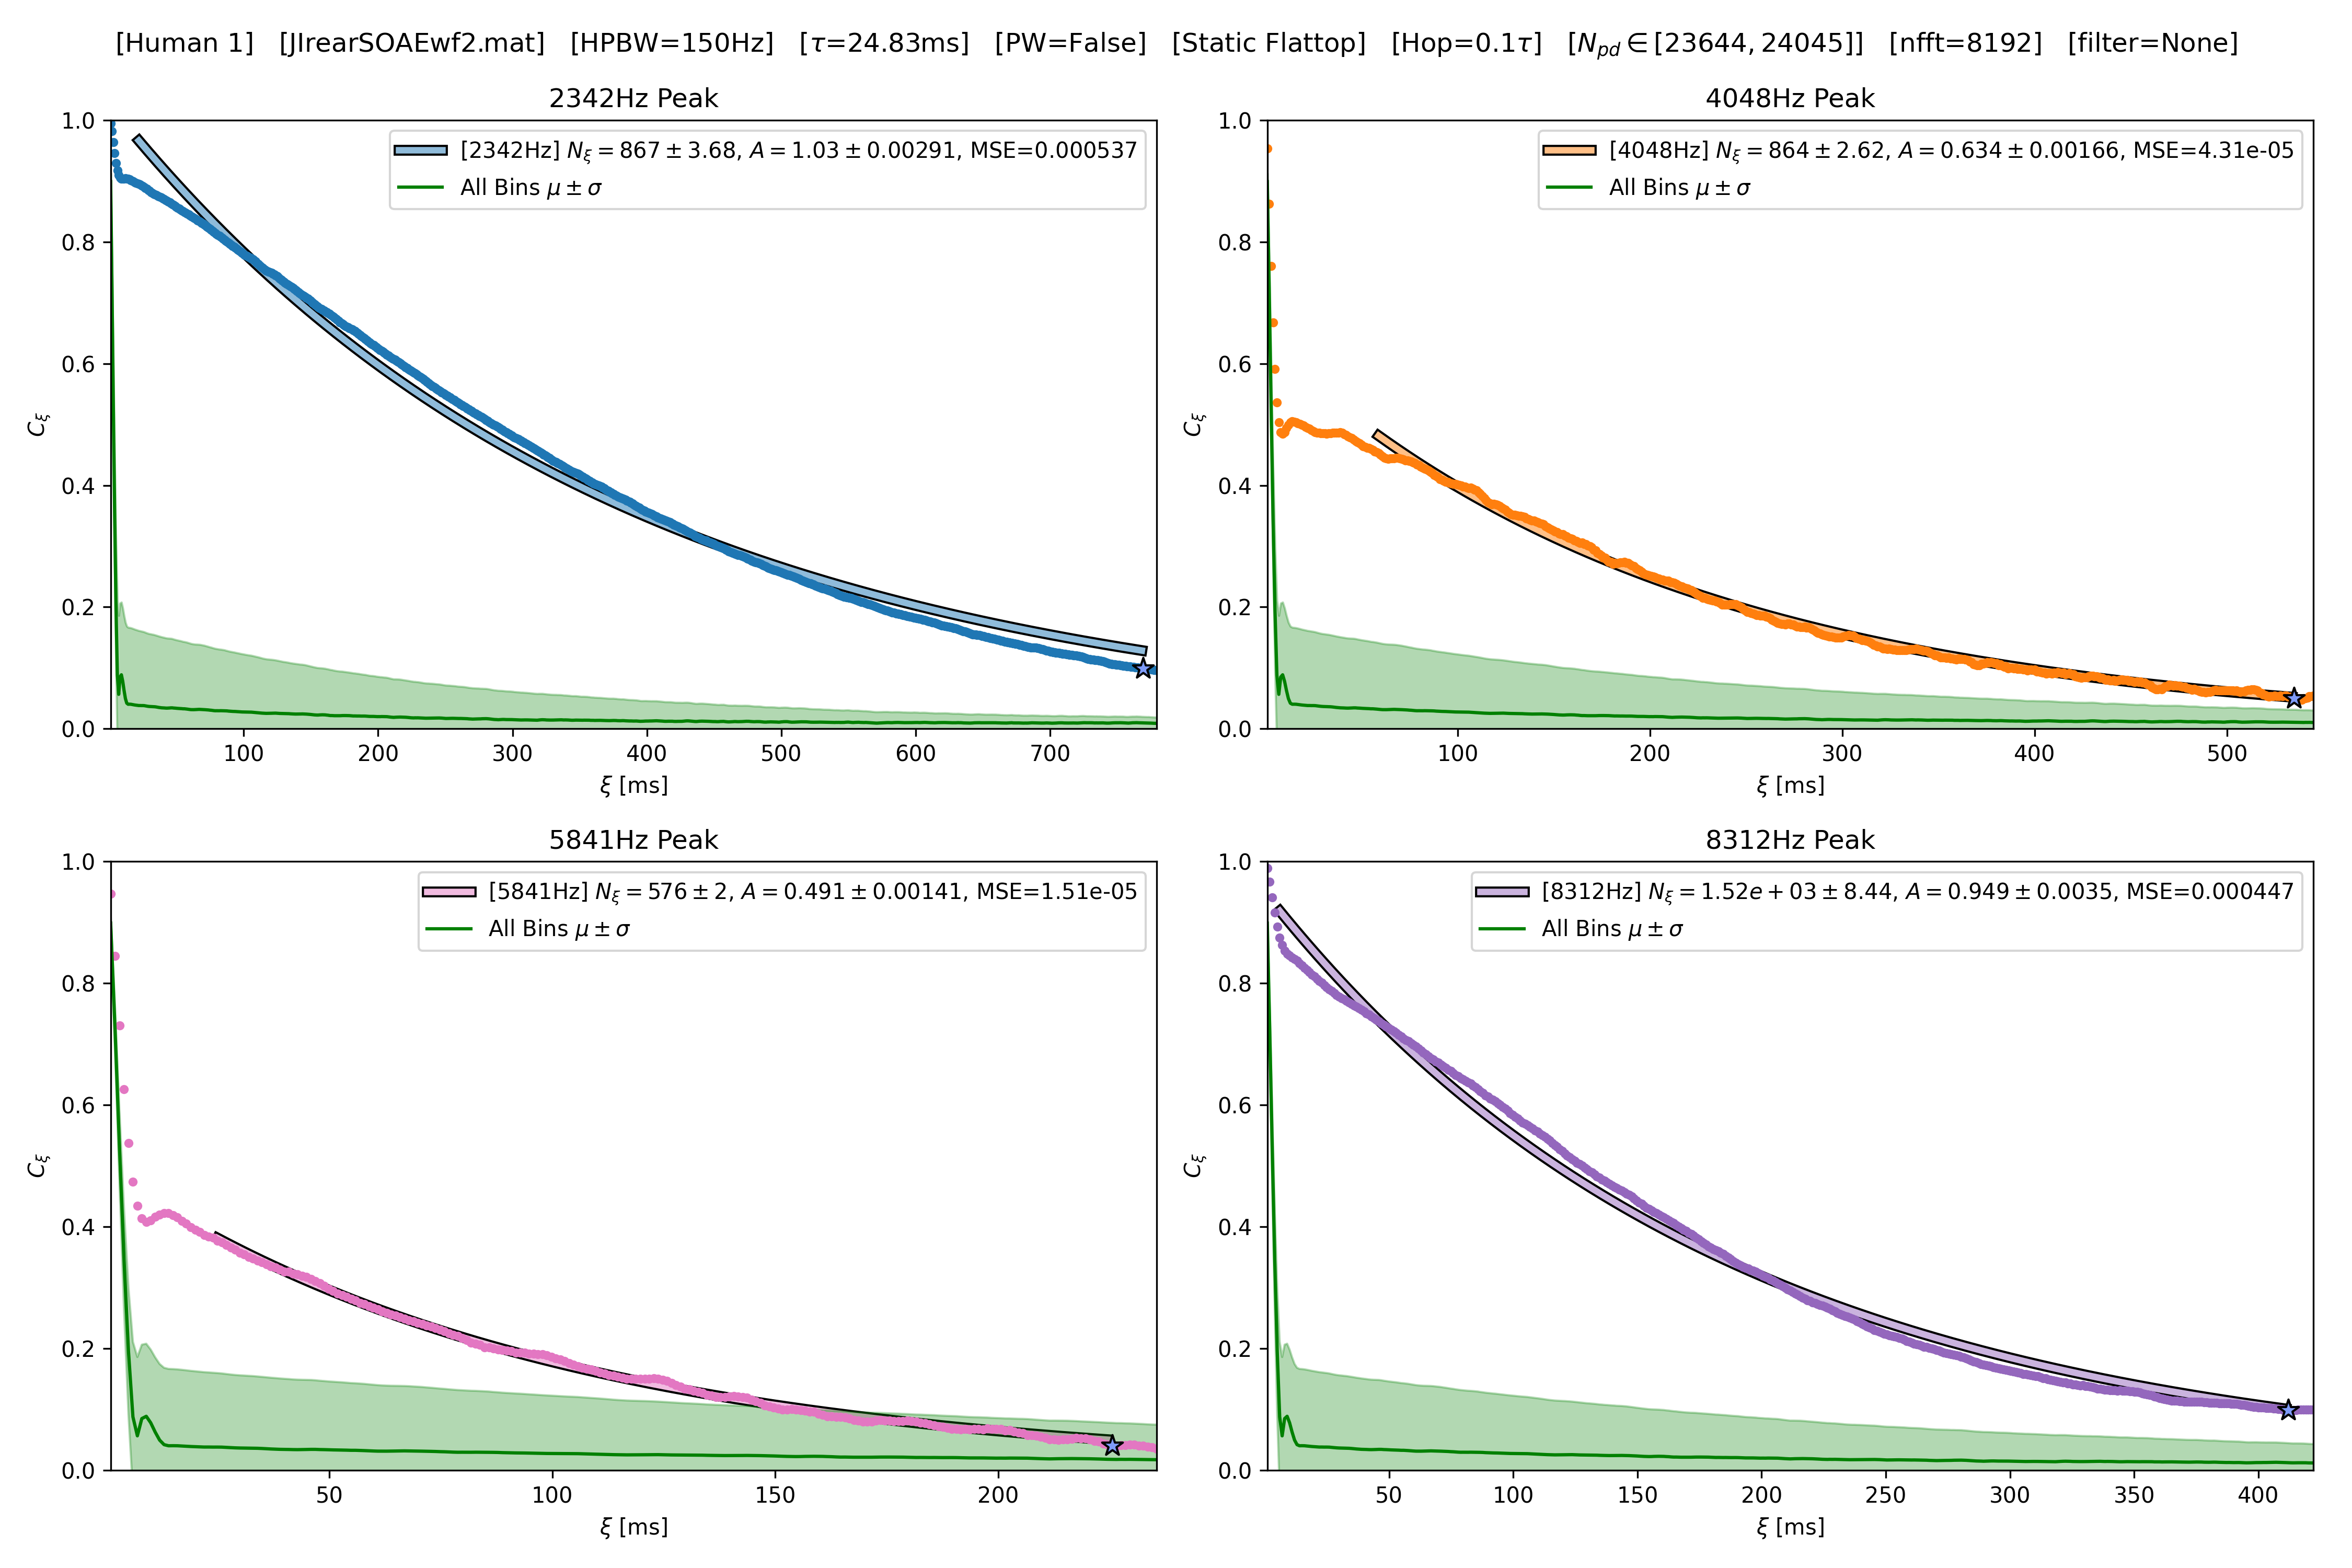 [Human 1] [JIrearSOAEwf2.mat] [HPBW=150Hz] [τ=24.83ms] [PW=False] [Static Flattop] [Hop=0.1τ] [N_pd ∈ [23644, 24045]] [nfft=8192] [filter=None]
2342Hz Peak
1.0
0.8
0.6
0.4
0.2
0.0
C_ξ
[2342Hz] N_ξ = 867 ± 3.68, A = 1.03 ± 0.00291, MSE=0.000537
All Bins μ ± σ
100 200 300 400 500 600 700
ξ [ms]
4048Hz Peak
1.0
0.8
0.6
0.4
0.2
0.0
C_ξ
[4048Hz] N_ξ = 864 ± 2.62, A = 0.634 ± 0.00166, MSE=4.31e-05
All Bins μ ± σ
100 200 300 400 500
ξ [ms]
5841Hz Peak
1.0
0.8
0.6
0.4
0.2
0.0
C_ξ
[5841Hz] N_ξ = 576 ± 2, A = 0.491 ± 0.00141, MSE=1.51e-05
All Bins μ ± σ
50 100 150 200
ξ [ms]
8312Hz Peak
1.0
0.8
0.6
0.4
0.2
0.0
C_ξ
[8312Hz] N_ξ = 1.52e + 03 ± 8.44, A = 0.949 ± 0.0035, MSE=0.000447
All Bins μ ± σ
50 100 150 200 250 300 350 400
ξ [ms]